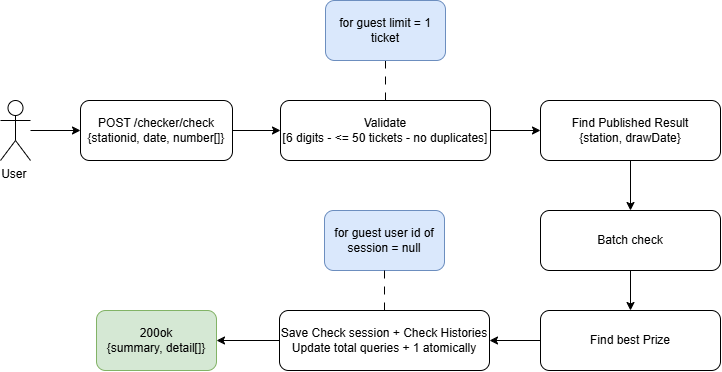 for guest limit = 1
ticket
User
POST /checker/check
{stationid, date, number[]}
Validate
[6 digits - <= 50 tickets - no duplicates]
Find Published Result
{station, drawDate}
Batch check
Find best Prize
for guest user id of
session = null
Save Check session + Check Histories
Update total queries + 1 atomically
200ok
{summary, detail[]}